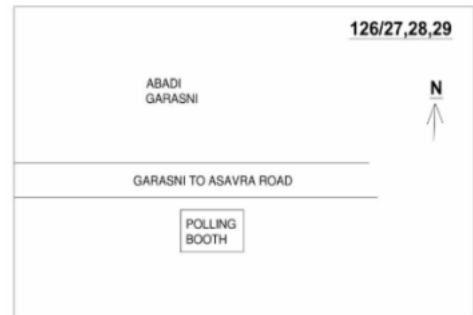 126/27,28,29
ABADI
GARASNI
N
GARASNI TO ASAVRA ROAD
POLLING
BOOTH